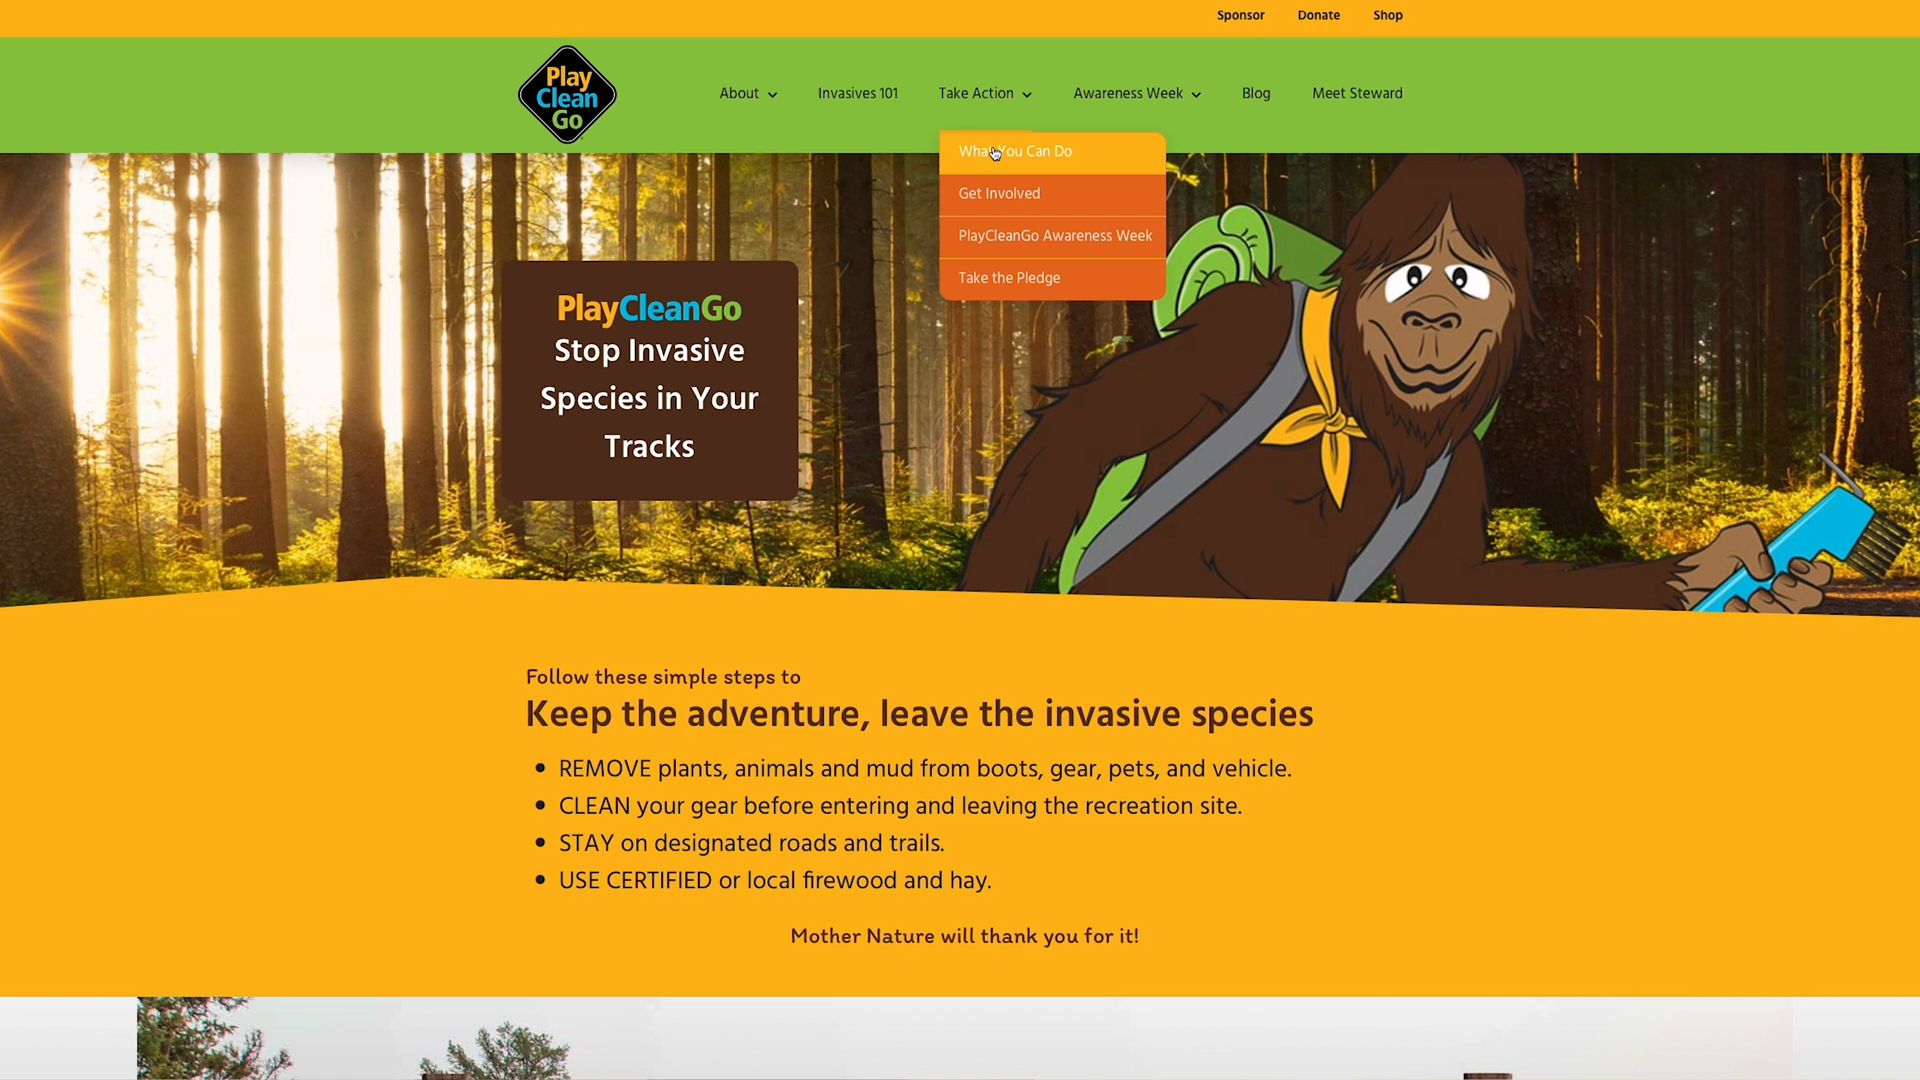 Sponsor Donate Shop
Play
Clean
Go
About Invasives 101 Take Action Awareness Week Blog Meet Steward
What You Can Do
Get Involved
PlayCleanGo Awareness Week
Take the Pledge
PlayCleanGo
Stop Invasive
Species in Your
Tracks
Follow these simple steps to
Keep the adventure, leave the invasive species
• REMOVE plants, animals and mud from boots, gear, pets, and vehicle.
• CLEAN your gear before entering and leaving the recreation site.
• STAY on designated roads and trails.
• USE CERTIFIED or local firewood and hay.
Mother Nature will thank you for it!